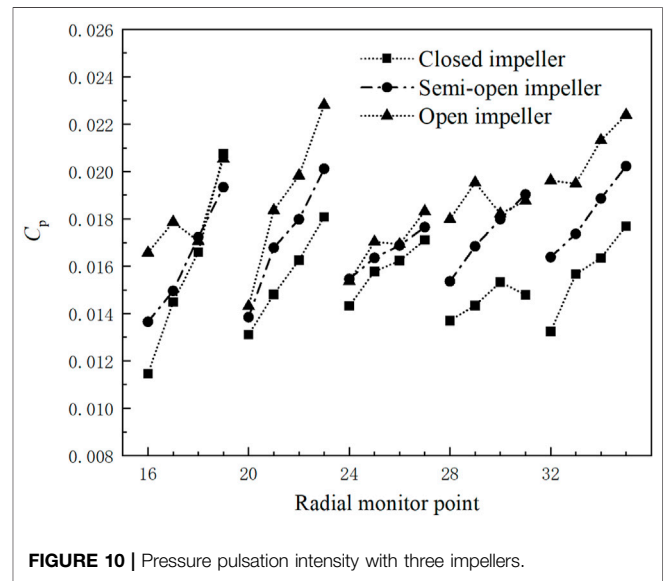 0.026
0.024
0.022
0.020
0.018
0.016
0.014
0.012
0.010
0.008
Cp
Closed impeller
Semi-open impeller
Open impeller
16 20 24 28 32
Radial monitor point
FIGURE 10 | Pressure pulsation intensity with three impellers.